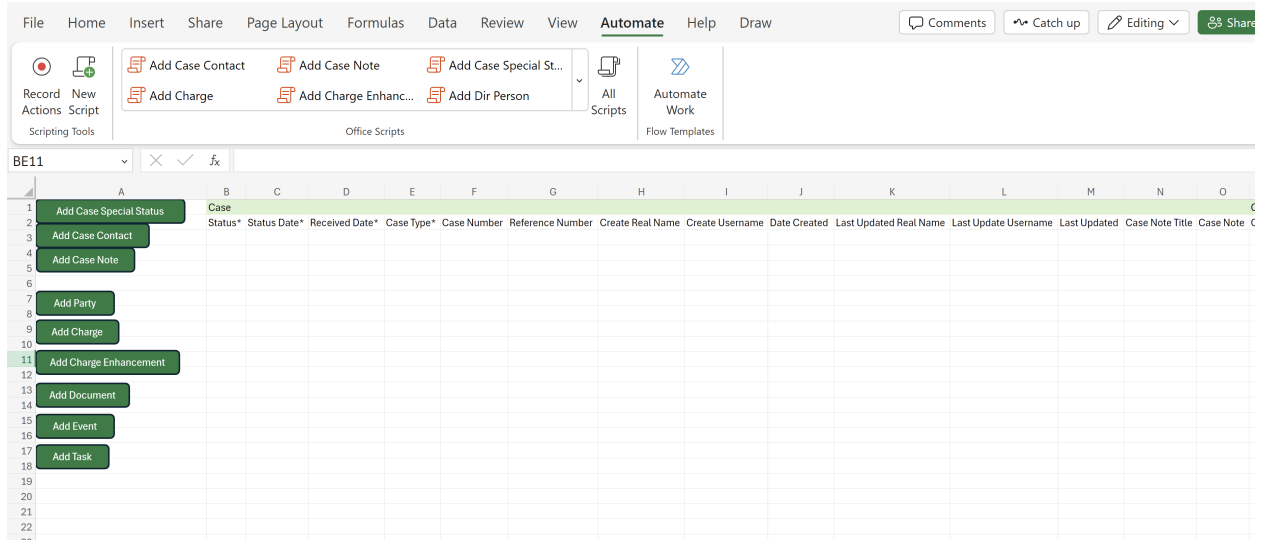 File Home Insert Share Page Layout Formulas Data Review View Automate Help Draw Comments Catch up Editing Share
Add Case Contact Add Case Note Add Case Special St...
Add Charge Add Charge Enhanc... Add Dir Person
Record Actions New Script All Scripts Automate Work
Scripting Tools Office Scripts Flow Templates
BE11 fx
A B C D E F G H I J K L M N O
1 Add Case Special Status Case
2 Status* Status Date* Received Date* Case Type* Case Number Reference Number Create Real Name Create Username Date Created Last Updated Real Name Last Update Username Last Updated Case Note Title Case Note
3 Add Case Contact
4 Add Case Note
5
6
7 Add Party
8
9 Add Charge
10
11 Add Charge Enhancement
12
13 Add Document
14
15 Add Event
16
17 Add Task
18
19
20
21
22